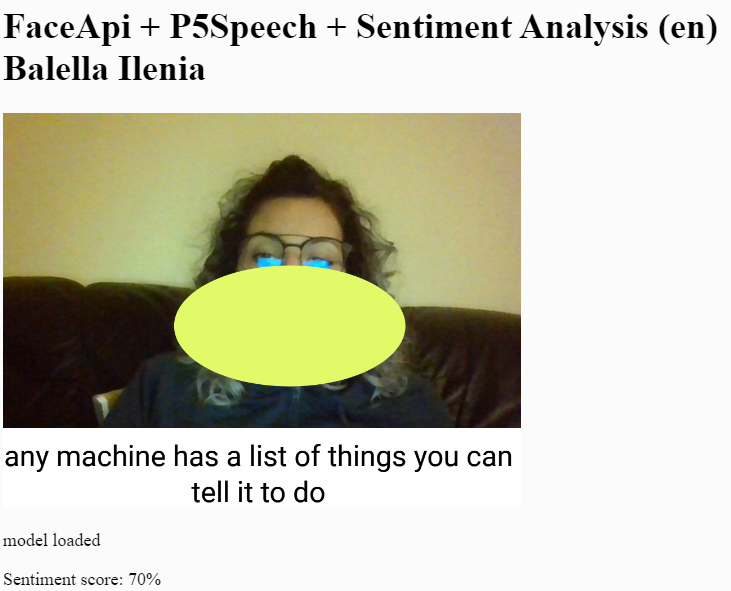 FaceApi + P5Speech + Sentiment Analysis (en)
Balella Ilenia
any machine has a list of things you can
tell it to do
model loaded
Sentiment score: 70%